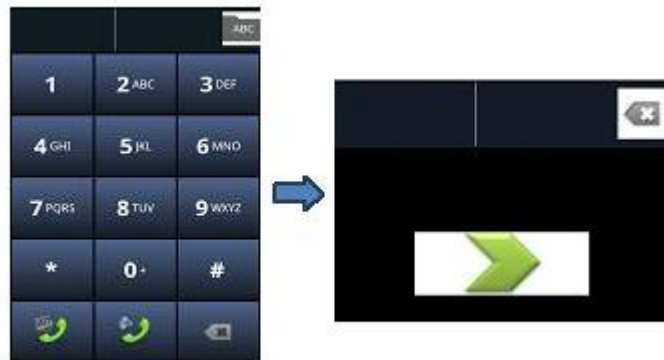 ABC
1 2 ABC 3 DEF
4 GHI 5 JKL 6 MNO
7 PQRS 8 TUV 9 WXYZ
* 0 + #